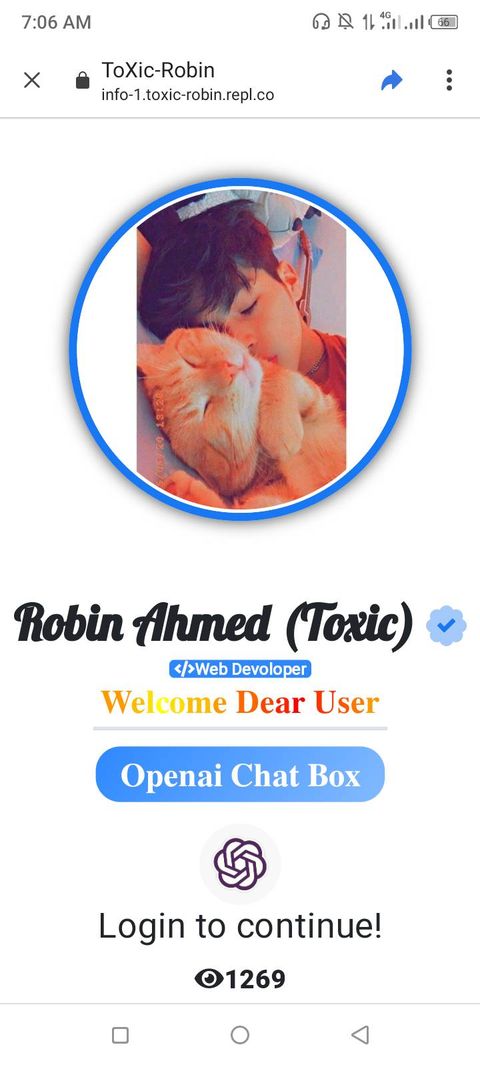 7:06 AM
4G
66
ToXic-Robin
info-1.toxic-robin.repl.co
Robin Ahmed (Toxic)
</>Web Devoloper
Welcome Dear User
Openai Chat Box
Login to continue!
1269